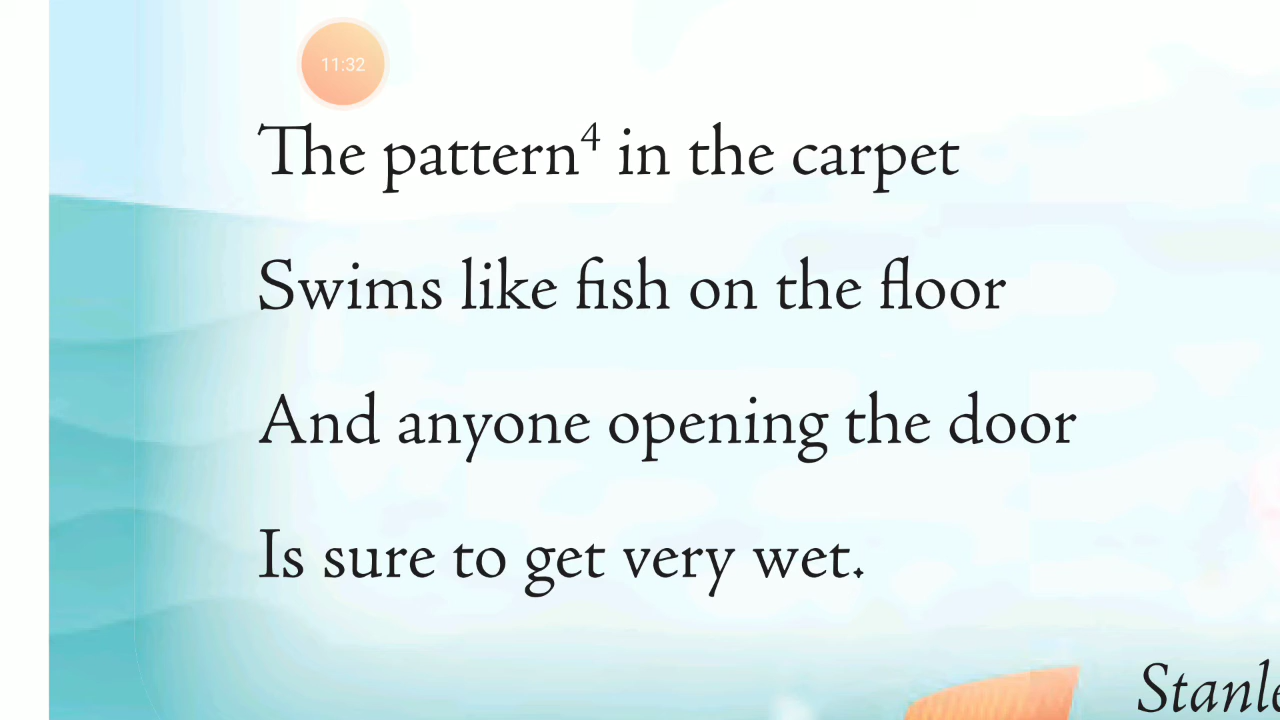 11:32
The pattern⁴ in the carpet
Swims like fish on the floor
And anyone opening the door
Is sure to get very wet.